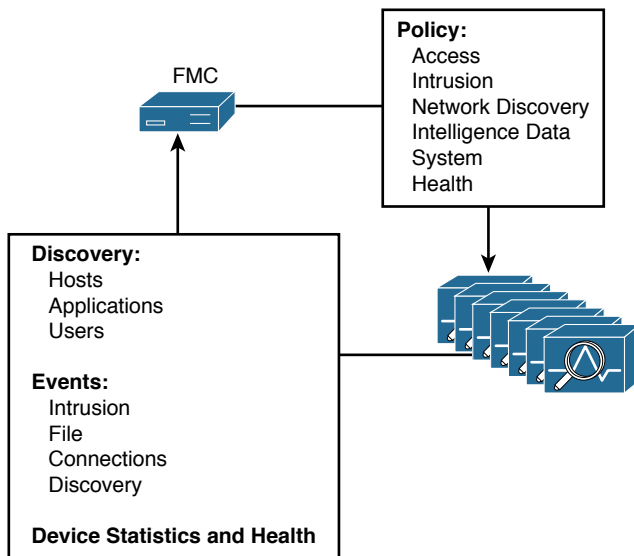 FMC
Policy:
Access
Intrusion
Network Discovery
Intelligence Data
System
Health
Discovery:
Hosts
Applications
Users
Events:
Intrusion
File
Connections
Discovery
Device Statistics and Health